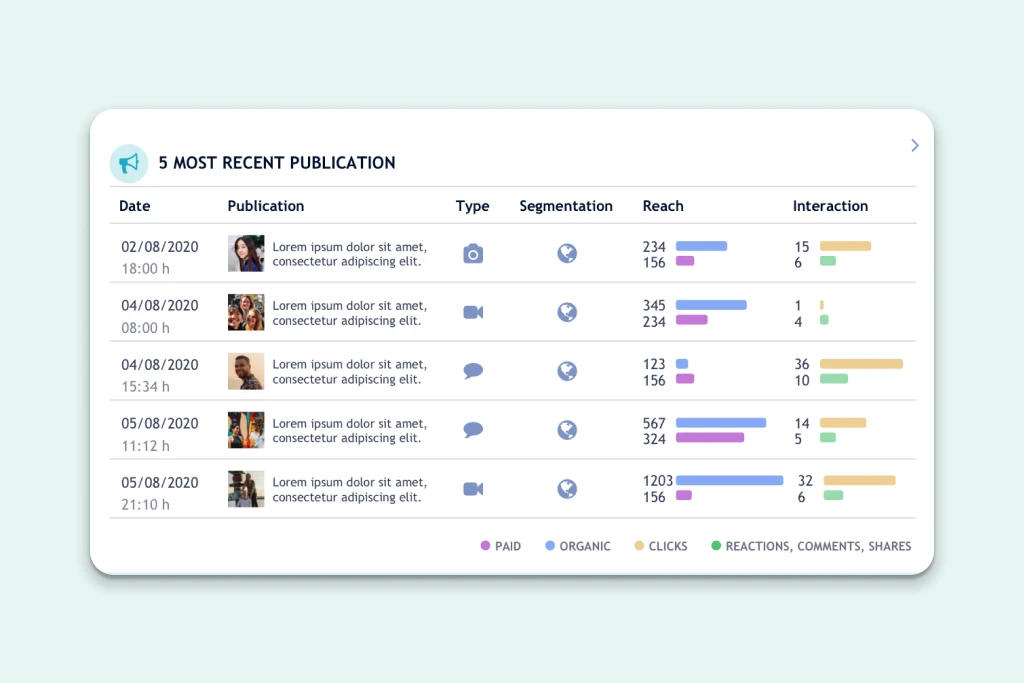 5 MOST RECENT PUBLICATION
Date Publication Type Segmentation Reach Interaction
02/08/2020 Lorem ipsum dolor sit amet, 234 15
18:00 h consectetur adipiscing elit. 156 6
04/08/2020 Lorem ipsum dolor sit amet, 345 1
08:00 h consectetur adipiscing elit. 234 4
04/08/2020 Lorem ipsum dolor sit amet, 123 36
15:34 h consectetur adipiscing elit. 156 10
05/08/2020 Lorem ipsum dolor sit amet, 567 14
11:12 h consectetur adipiscing elit. 324 5
05/08/2020 Lorem ipsum dolor sit amet, 1203 32
21:10 h consectetur adipiscing elit. 156 6
PAID ORGANIC CLICKS REACTIONS, COMMENTS, SHARES